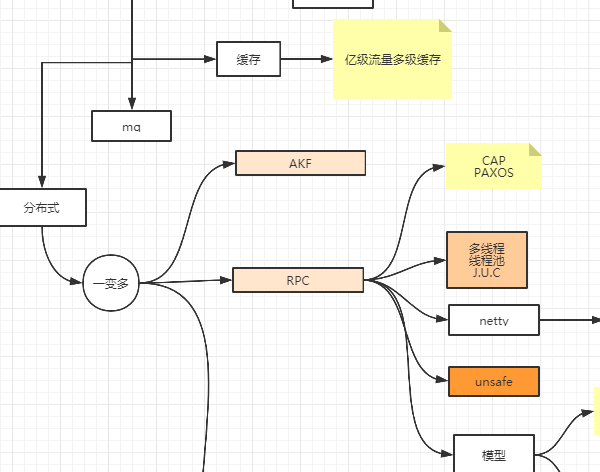 缓存
亿级流量多级缓存
mq
AKF
CAP
PAXOS
分布式
多线程
线程池
J.U.C
一变多
RPC
netty
unsafe
模型